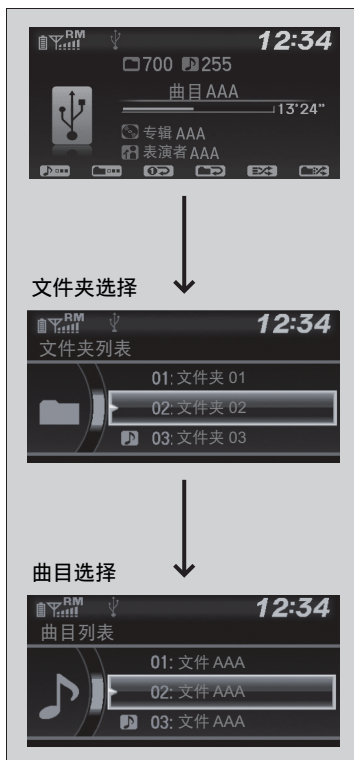 RM 12:34
700 255
曲目 AAA
13'24"
专辑 AAA
表演者 AAA
文件夹选择
RM 12:34
文件夹列表
01: 文件夹 01
02: 文件夹 02
03: 文件夹 03
曲目选择
RM 12:34
曲目列表
01: 文件 AAA
02: 文件 AAA
03: 文件 AAA